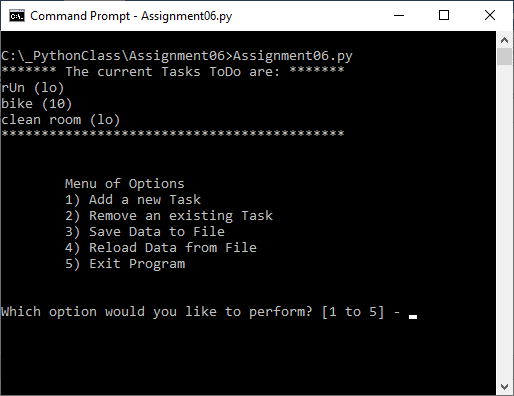 Command Prompt - Assignment06.py
C:\_PythonClass\Assignment06>Assignment06.py
******* The current Tasks ToDo are: *******
rUn (lo)
bike (10)
clean room (lo)
*******************************************
Menu of Options
1) Add a new Task
2) Remove an existing Task
3) Save Data to File
4) Reload Data from File
5) Exit Program
Which option would you like to perform? [1 to 5] -